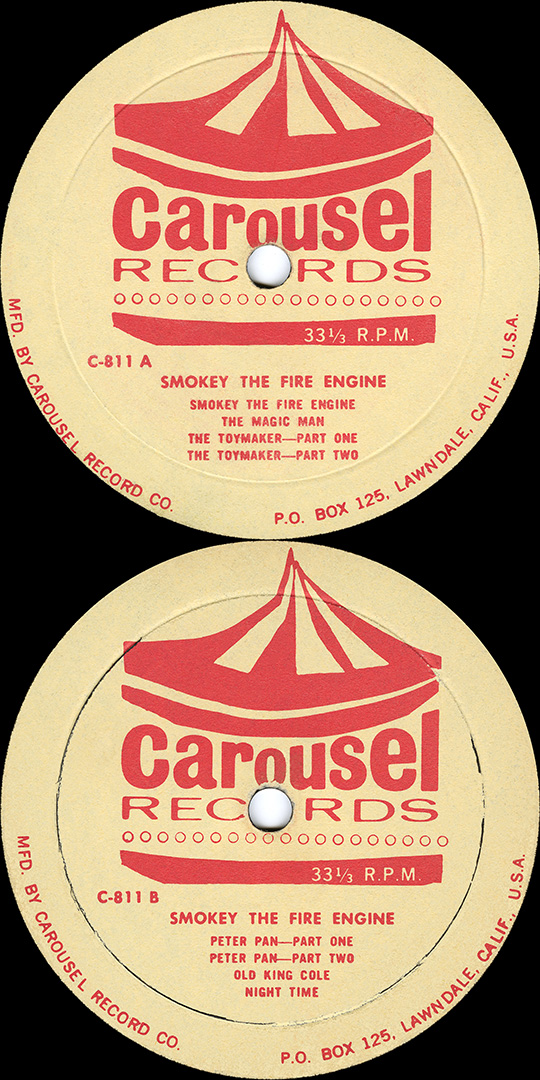 carousel
RECORDS
33⅓ R.P.M.
C-811 A
SMOKEY THE FIRE ENGINE
SMOKEY THE FIRE ENGINE
THE MAGIC MAN
THE TOYMAKER—PART ONE
THE TOYMAKER—PART TWO
MFD. BY CAROUSEL RECORD CO.
P.O. BOX 125, LAWNDALE, CALIF., U.S.A.
carousel
RECORDS
33⅓ R.P.M.
C-811 B
SMOKEY THE FIRE ENGINE
PETER PAN—PART ONE
PETER PAN—PART TWO
OLD KING COLE
NIGHT TIME
MFD. BY CAROUSEL RECORD CO.
P.O. BOX 125, LAWNDALE, CALIF., U.S.A.